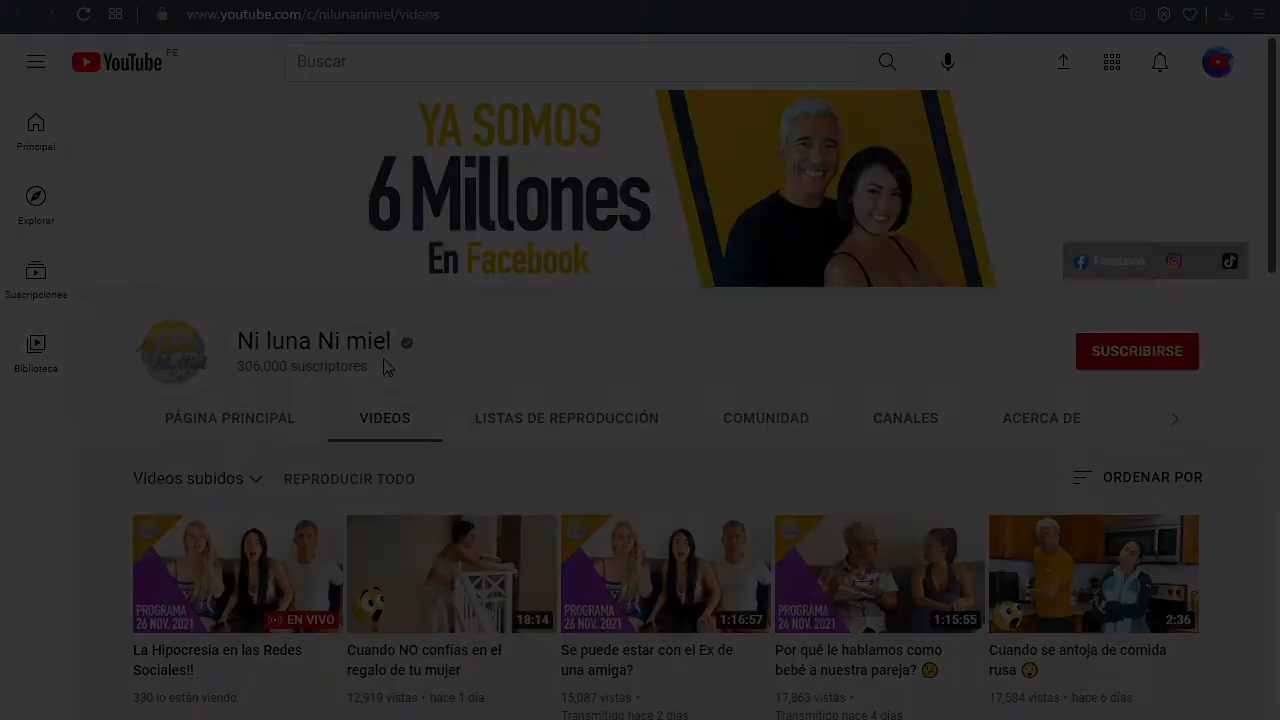 www.youtube.com/c/nilunanimiel/videos
YouTube PE
Buscar
YA SOMOS
6 Millones
En Facebook
Facebook
Principal
Explorar
Suscripciones
Biblioteca
Ni luna Ni miel
306,000 suscriptores
SUSCRIBIRSE
PÁGINA PRINCIPAL VIDEOS LISTAS DE REPRODUCCIÓN COMUNIDAD CANALES ACERCA DE
Videos subidos REPRODUCIR TODO ORDENAR POR
PROGRAMA
26 NOV. 2021
EN VIVO
La Hipocresia en las Redes
Sociales!!
330 lo están viendo
18:14
Cuando NO confías en el
regalo de tu mujer
12,919 vistas • hace 1 día
PROGRAMA
26 NOV. 2021
1:16:57
Se puede estar con el Ex de
una amiga?
15,087 vistas •
Transmitido hace 2 días
PROGRAMA
24 NOV. 2021
1:15:55
Por qué le hablamos como
bebé a nuestra pareja? 🤔
17,863 vistas •
Transmitido hace 4 días
2:36
Cuando se antoja de comida
rusa 😲
17,584 vistas • hace 6 días